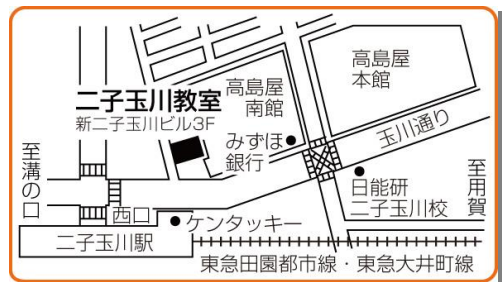 高島屋
本館
高島屋
南館
二子玉川教室
新二子玉川ビル3F
みずほ
銀行
玉川通り
至溝の口
至用賀
日能研
二子玉川校
西口
ケンタッキー
二子玉川駅
東急田園都市線・東急大井町線